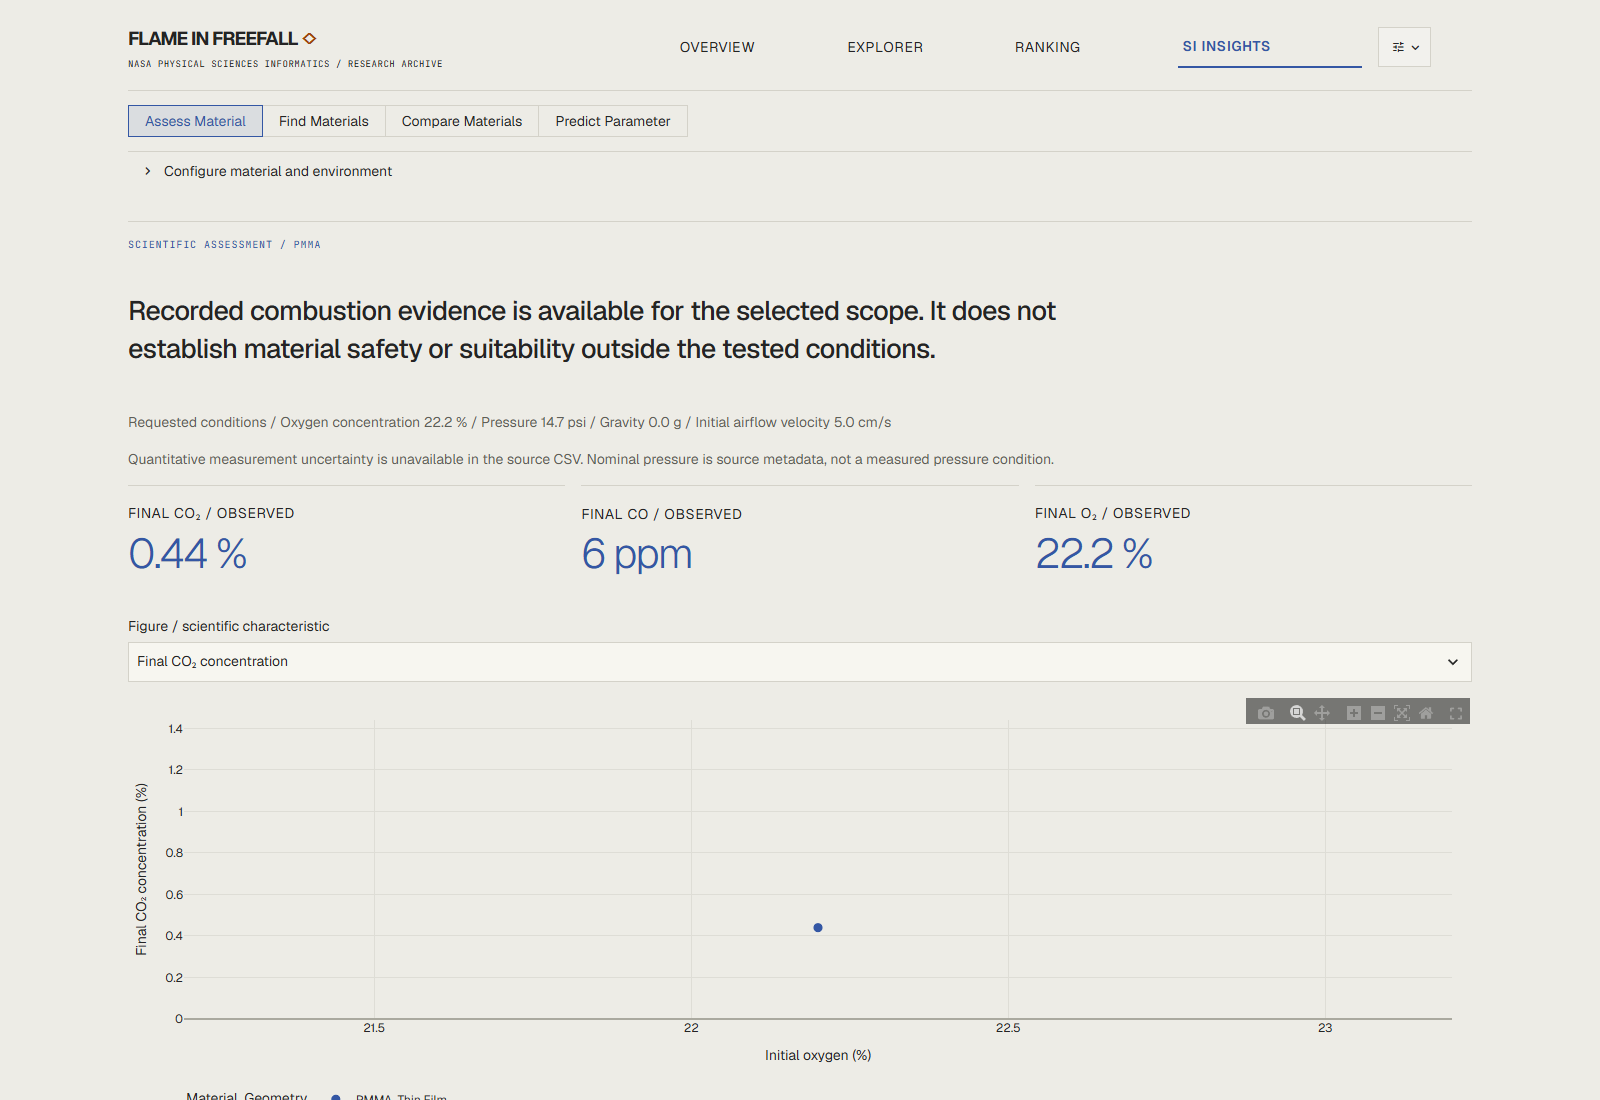 FLAME IN FREEFALL
NASA PHYSICAL SCIENCES INFORMATICS / RESEARCH ARCHIVE
OVERVIEW
EXPLORER
RANKING
SI INSIGHTS
Assess Material
Find Materials
Compare Materials
Predict Parameter
Configure material and environment
SCIENTIFIC ASSESSMENT / PMMA
Recorded combustion evidence is available for the selected scope. It does not
establish material safety or suitability outside the tested conditions.
Requested conditions / Oxygen concentration 22.2 % / Pressure 14.7 psi / Gravity 0.0 g / Initial airflow velocity 5.0 cm/s
Quantitative measurement uncertainty is unavailable in the source CSV. Nominal pressure is source metadata, not a measured pressure condition.
FINAL CO₂ / OBSERVED
0.44 %
FINAL CO / OBSERVED
6 ppm
FINAL O₂ / OBSERVED
22.2 %
Figure / scientific characteristic
Final CO₂ concentration
1.4
1.2
1
0.8
0.6
0.4
0.2
0
Final CO₂ concentration (%)
21.5
22
22.5
23
Initial oxygen (%)
Material, Geometry
PMMA, Thin Film